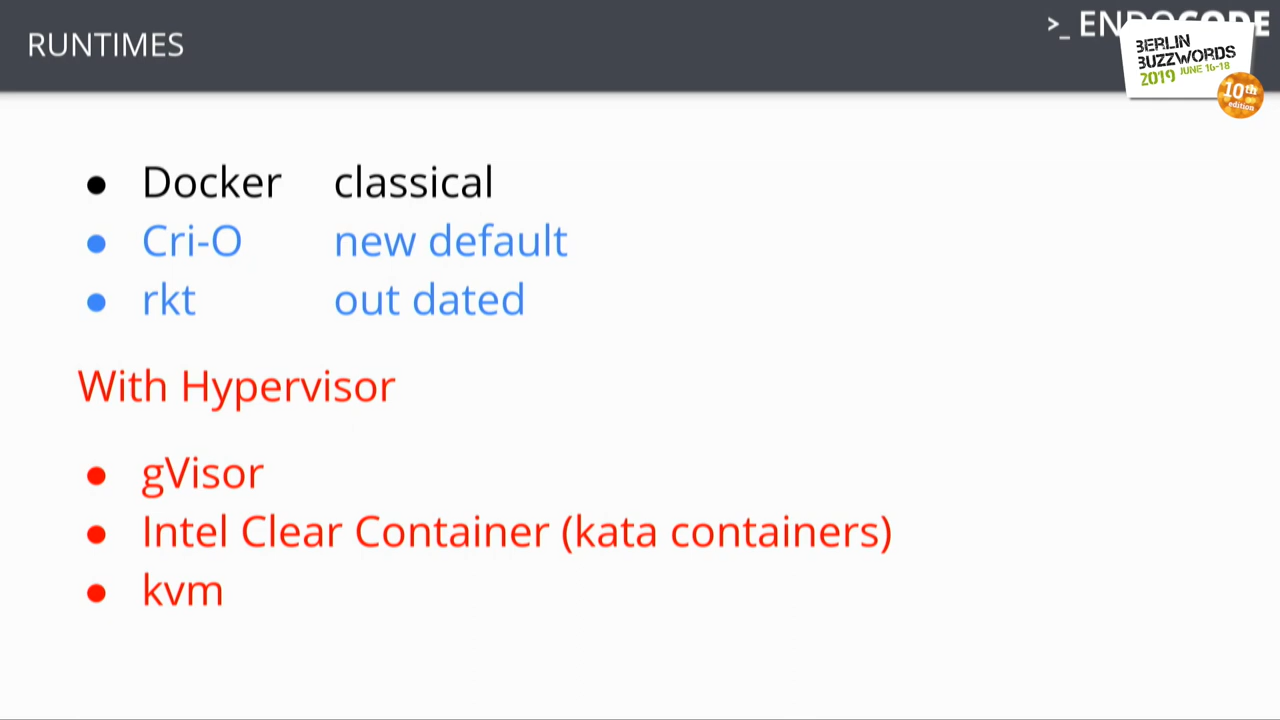 RUNTIMES
>_ ENDOCODE
BERLIN
BUZZWORDS
2019 JUNE 16-18
10th
edition
● Docker classical
● Cri-O new default
● rkt out dated
With Hypervisor
● gVisor
● Intel Clear Container (kata containers)
● kvm